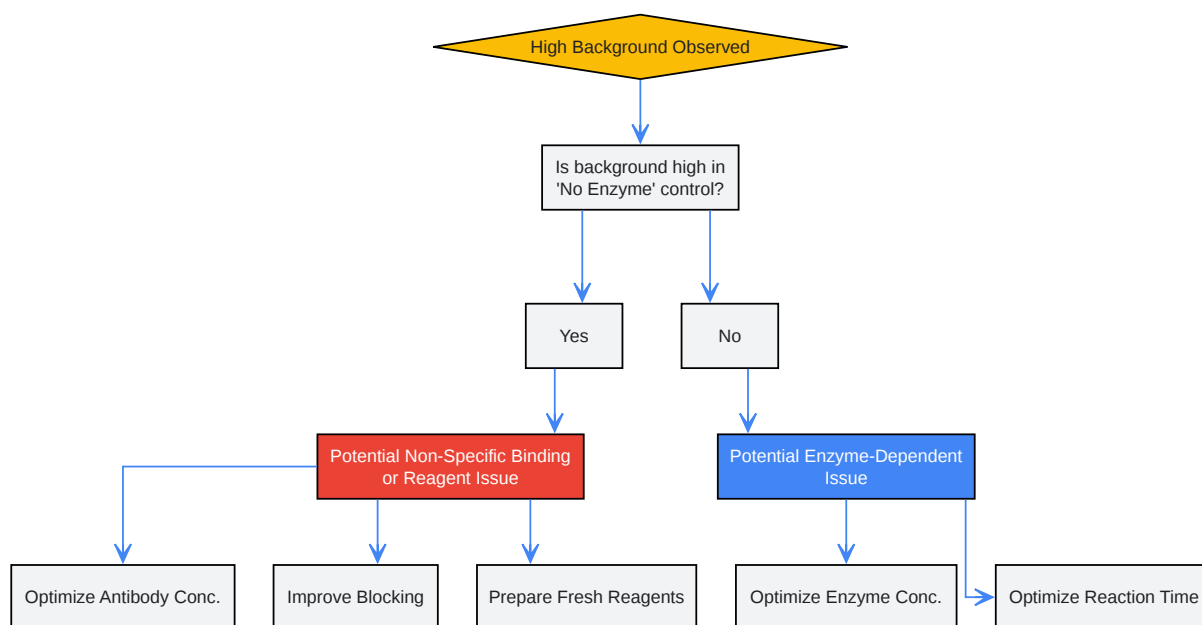 High Background Observed
Is background high in
'No Enzyme' control?
Yes
No
Potential Non-Specific Binding
or Reagent Issue
Potential Enzyme-Dependent
Issue
Optimize Antibody Conc.
Improve Blocking
Prepare Fresh Reagents
Optimize Enzyme Conc.
Optimize Reaction Time